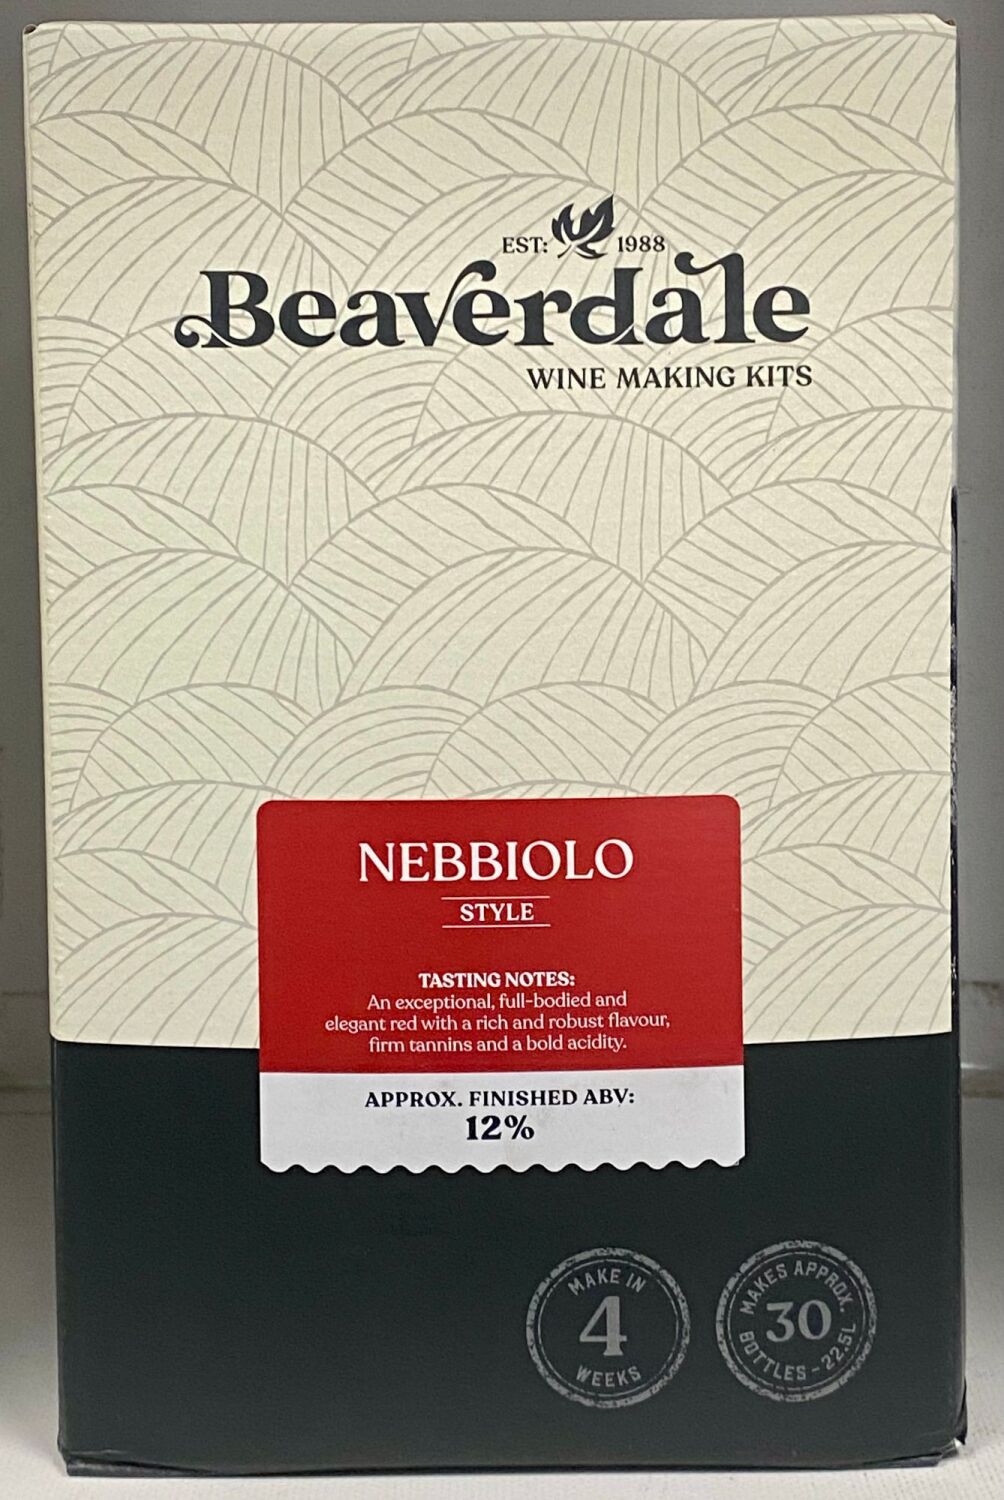 EST: 1988
Beaverdale
WINE MAKING KITS
NEBBIOLO
STYLE
TASTING NOTES:
An exceptional, full-bodied and
elegant red with a rich and robust flavour,
firm tannins and a bold acidity.
APPROX. FINISHED ABV:
12%
MAKE IN
4
WEEKS
MAKES APPROX.
30
BOTTLES - 22.5L